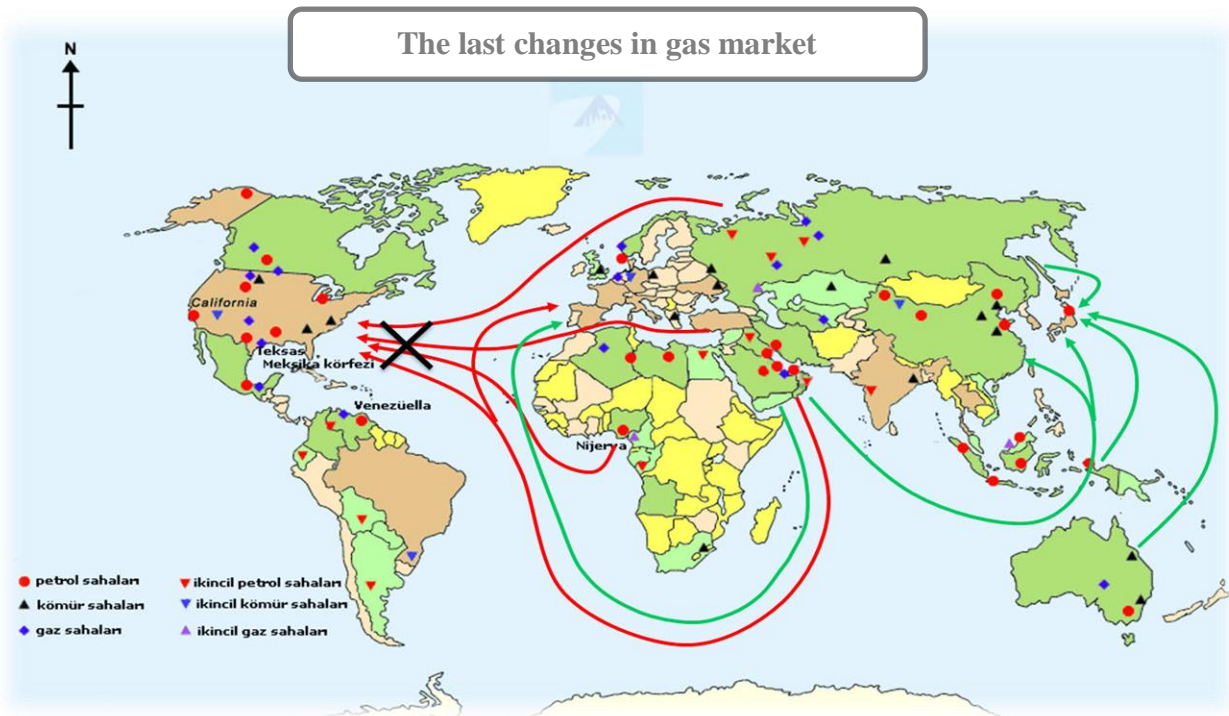 The last changes in gas market
N
California
Teksas
Meksika körfezi
Venezüella
Nijerya
petrol sahaları
kömür sahaları
gaz sahaları
ikincil petrol sahaları
ikincil kömür sahaları
ikincil gaz sahaları